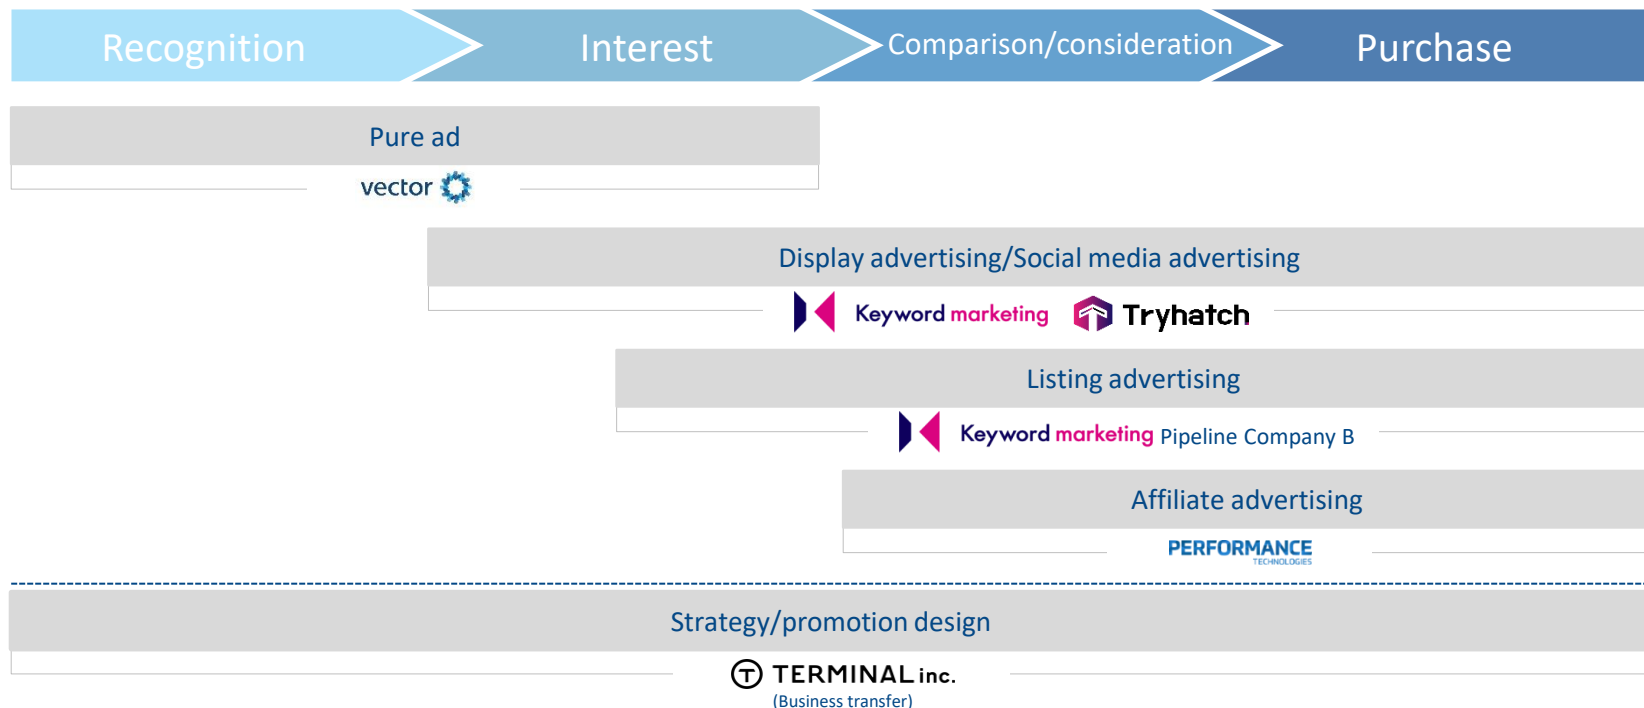 Recognition
Interest
Comparison/consideration
Purchase
Pure ad
vector
Display advertising/Social media advertising
Keyword marketing
Tryhatch
Listing advertising
Keyword marketing Pipeline Company B
Affiliate advertising
PERFORMANCE
TECHNOLOGIES
Strategy/promotion design
TERMINAL inc.
(Business transfer)